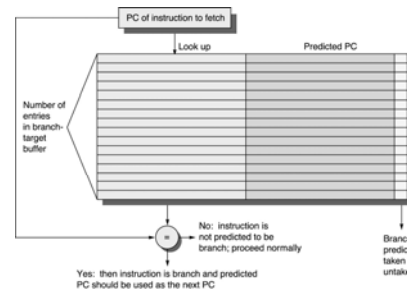 PC of instruction to fetch
Look up
Predicted PC
Number of
entries
in branch-
target
buffer
=
No: instruction is
not predicted to be
branch; proceed normally
Branc
predic
taken
untake
Yes: then instruction is branch and predicted
PC should be used as the next PC